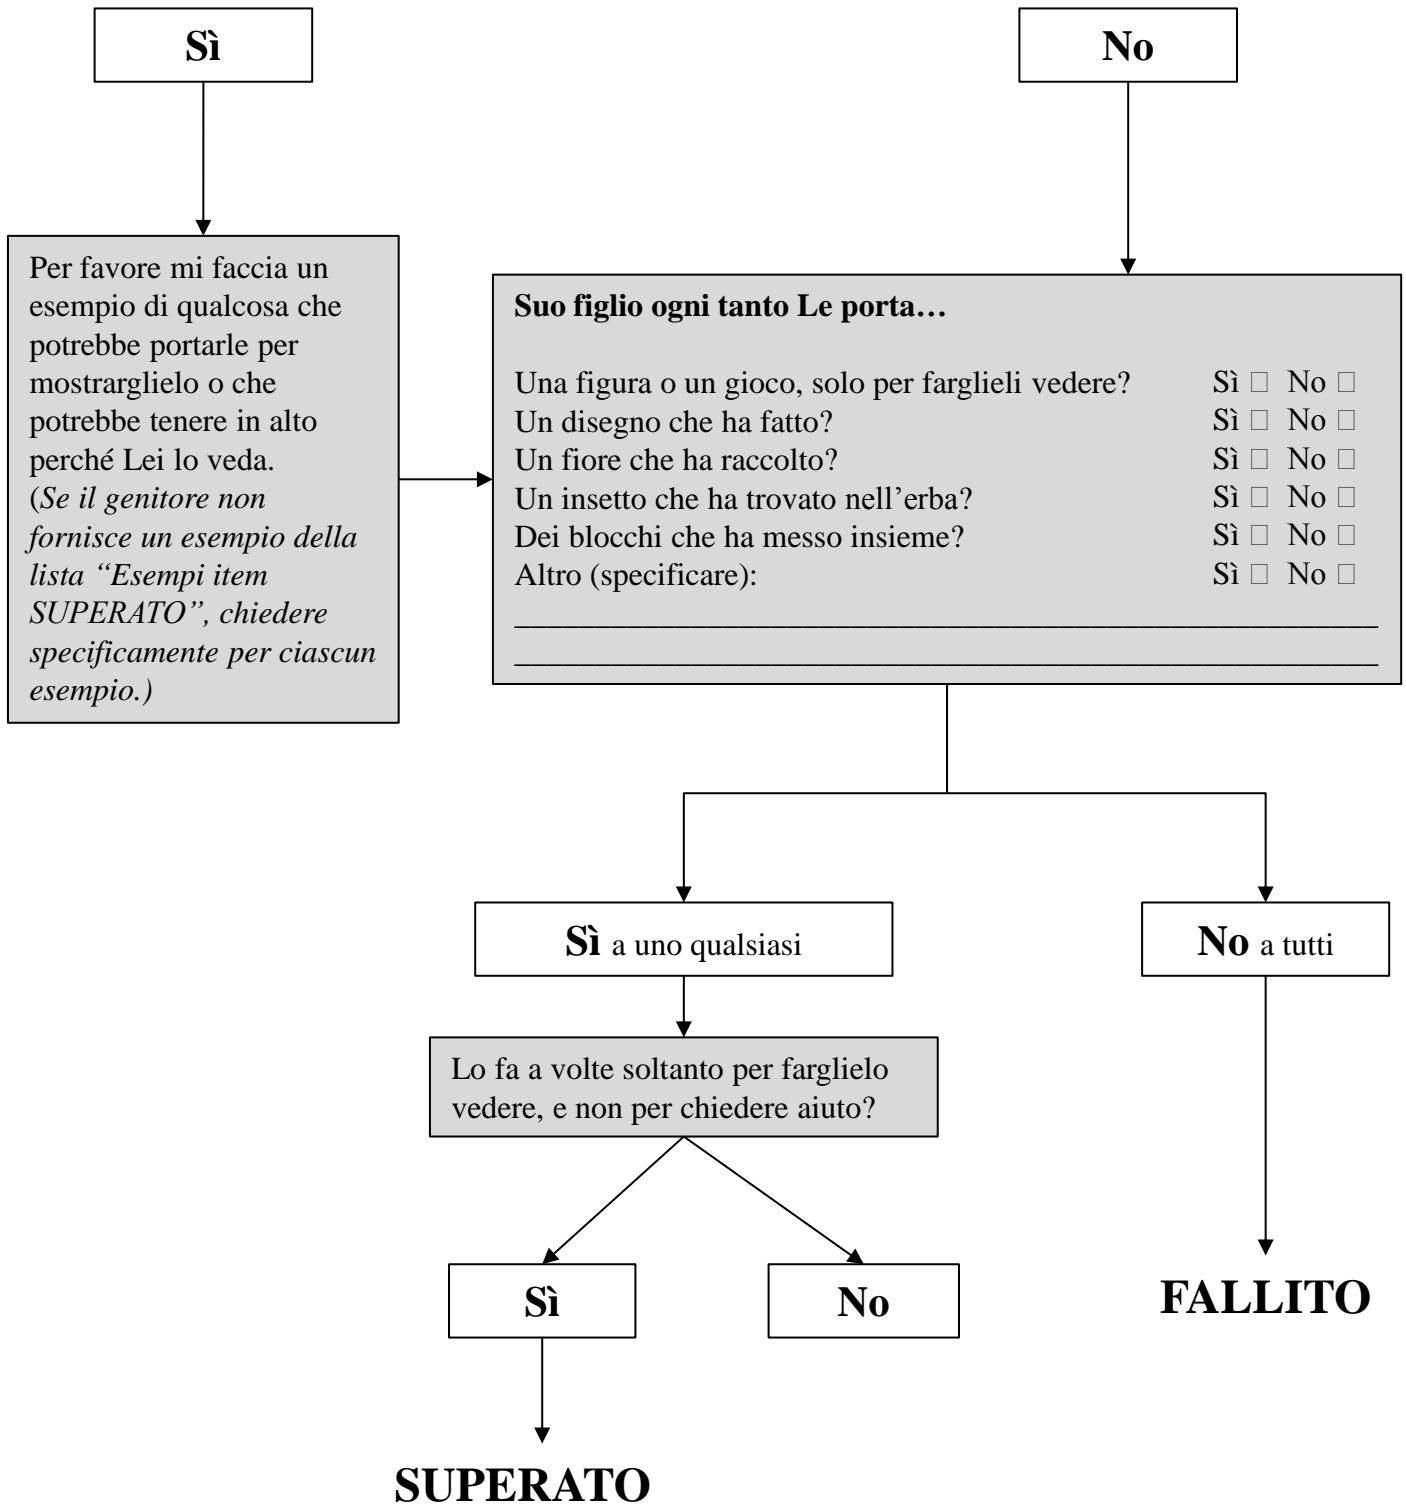 Sì
No
Per favore mi faccia un
esempio di qualcosa che
potrebbe portarle per
mostrarglielo o che
potrebbe tenere in alto
perché Lei lo veda.
(Se il genitore non
fornisce un esempio della
lista “Esempi item
SUPERATO”, chiedere
specificamente per ciascun
esempio.)
Suo figlio ogni tanto Le porta…
Una figura o un gioco, solo per farglieli vedere? Sì □ No □
Un disegno che ha fatto? Sì □ No □
Un fiore che ha raccolto? Sì □ No □
Un insetto che ha trovato nell’erba? Sì □ No □
Dei blocchi che ha messo insieme? Sì □ No □
Altro (specificare): Sì □ No □
Sì a uno qualsiasi
No a tutti
Lo fa a volte soltanto per farglielo
vedere, e non per chiedere aiuto?
Sì
No
FALLITO
SUPERATO